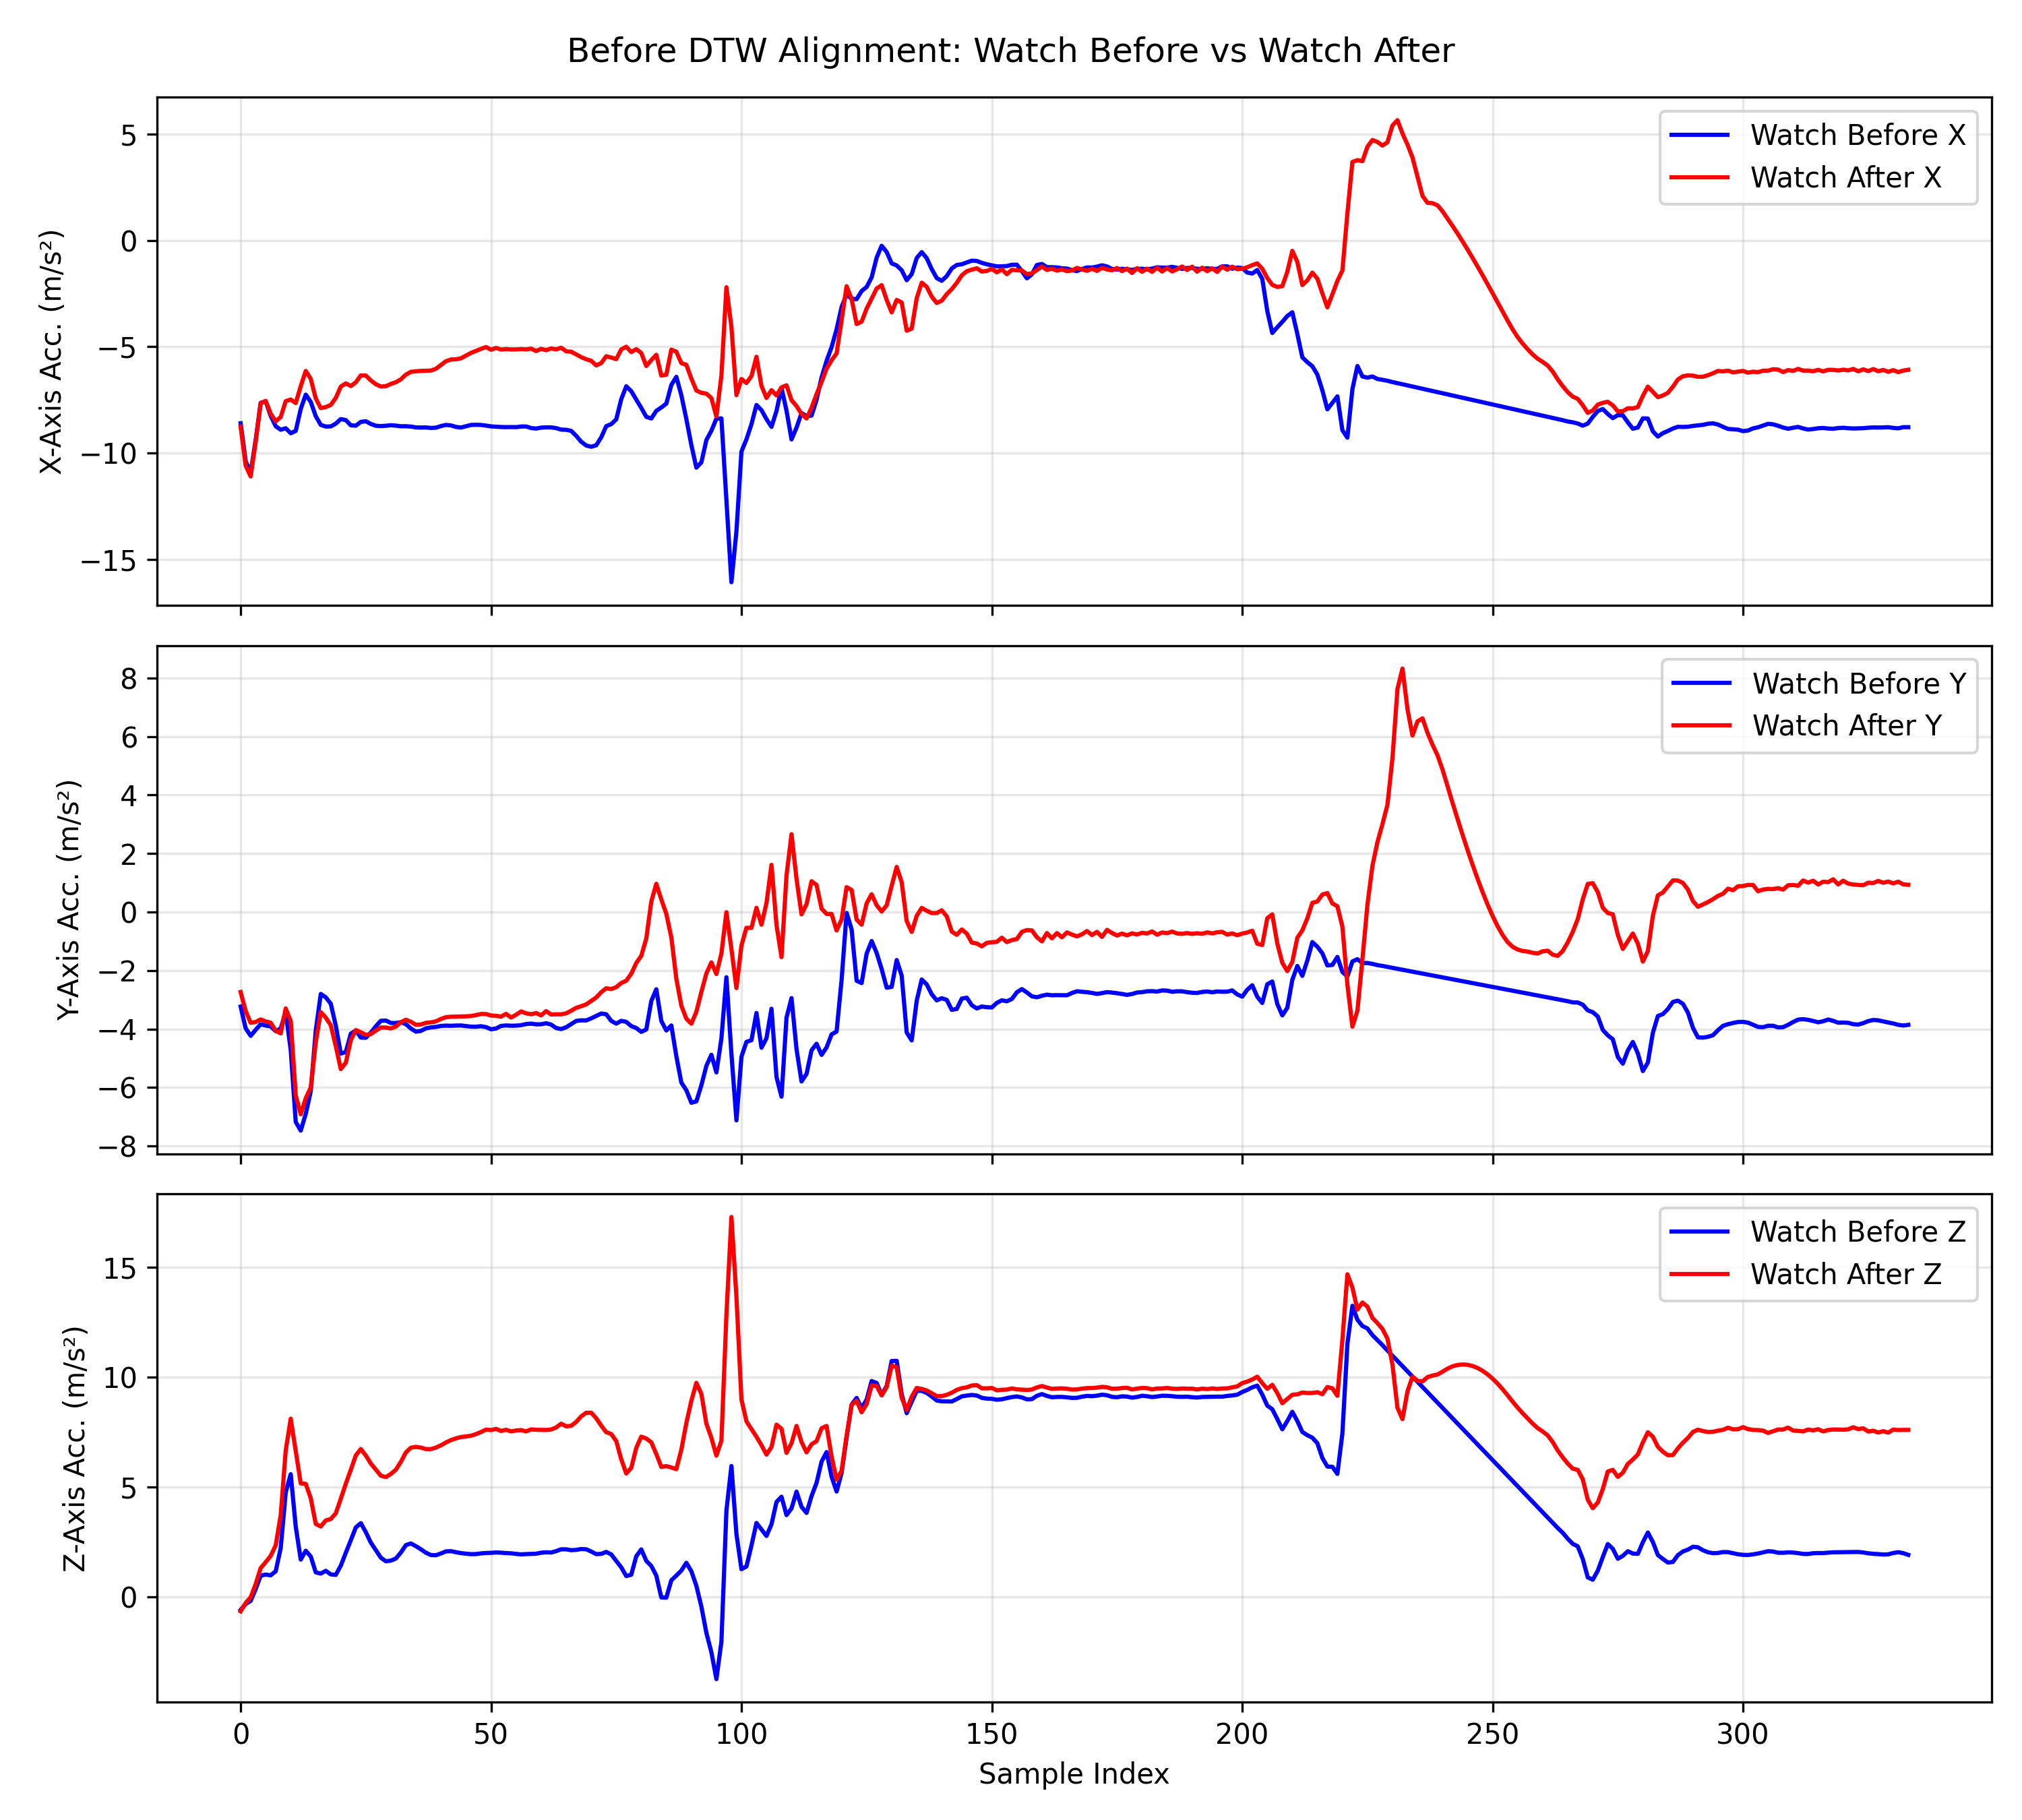 Before DTW Alignment: Watch Before vs Watch After
X-Axis Acc. (m/s²)
5
0
−5
−10
−15
Watch Before X
Watch After X
Y-Axis Acc. (m/s²)
8
6
4
2
0
−2
−4
−6
−8
Watch Before Y
Watch After Y
Z-Axis Acc. (m/s²)
15
10
5
0
Watch Before Z
Watch After Z
0 50 100 150 200 250 300
Sample Index